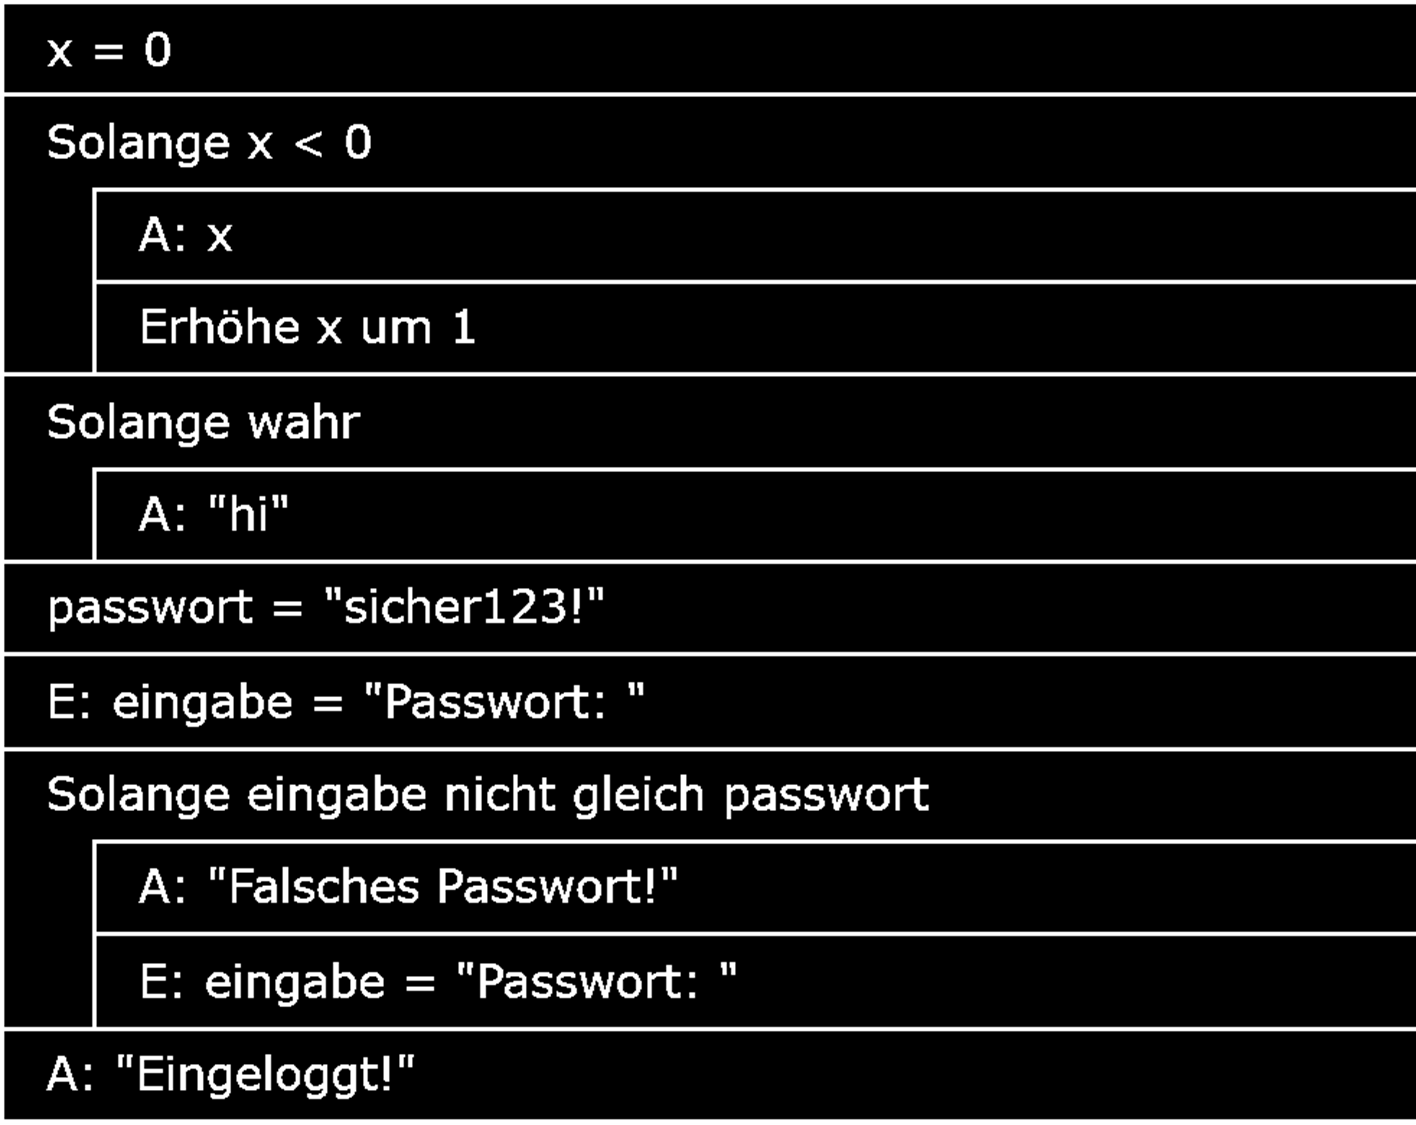 x = 0
Solange x < 0
A: x
Erhöhe x um 1
Solange wahr
A: "hi"
passwort = "sicher123!"
E: eingabe = "Passwort: "
Solange eingabe nicht gleich passwort
A: "Falsches Passwort!"
E: eingabe = "Passwort: "
A: "Eingeloggt!"